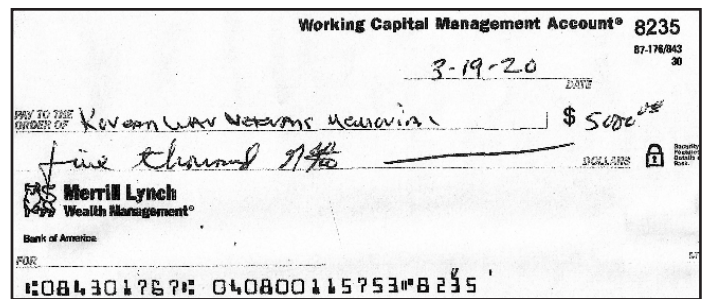 Working Capital Management Account® 8235
87-176/843
30
3-19-20
DATE
PAY TO THE
ORDER OF Korean War Veterans Memorial $ 5000 00
five thousand DOLLARS
Merrill Lynch
Wealth Management®
Bank of America
FOR
⑆084301767⑆ 040800115753⑈8235